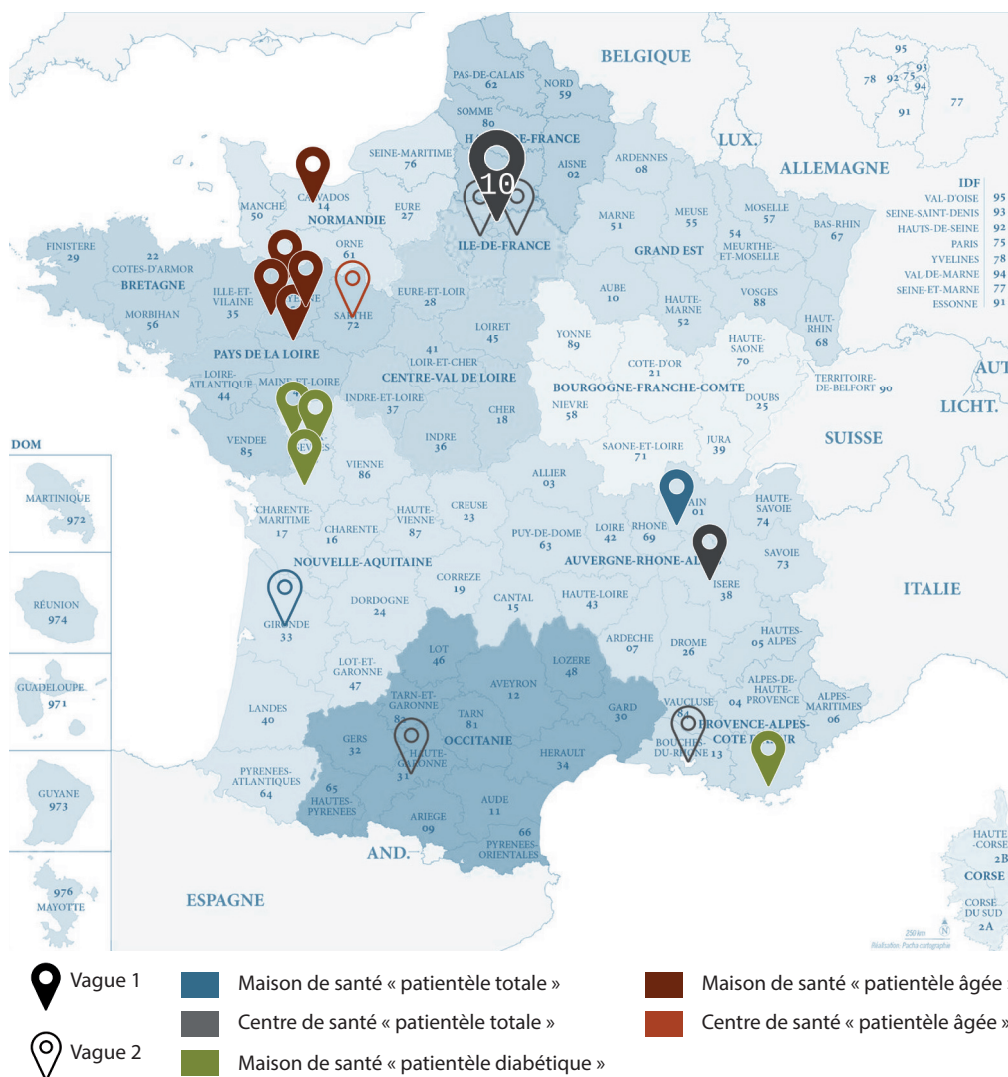 BELGIQUE
LUX.
ALLEMAGNE
SUISSE
LICHT.
ITALIE
ESPAGNE
AND.
PAS-DE-CALAIS
62
NORD
59
SOMME
80
AISNE
02
SEINE-MARITIME
76
ARDENNES
08
MANCHE
50
14
NORMANDIE
EURE
27
10
ILE-DE-FRANCE
MARNE
51
MEUSE
55
MOSELLE
57
54
MEURTHE-
ET-MOSELLE
BAS-RHIN
67
GRAND EST
FINISTERE
29
22
COTES-D'ARMOR
BRETAGNE
MORBIHAN
56
ILLE-ET-
VILAINE
35
ORNE
61
SARTHE
72
EURE-ET-LOIR
28
AUBE
10
HAUTE-
MARNE
52
VOSGES
88
HAUT-
RHIN
68
PAYS DE LA LOIRE
LOIRE-
ATLANTIQUE
44
MAINE-ET-LOIRE
LOIRET
45
41
LOIR-ET-CHER
CENTRE-VAL DE LOIRE
INDRE-ET-LOIRE
37
CHER
18
INDRE
36
YONNE
89
COTE-D'OR
21
HAUTE-
SAONE
70
BOURGOGNE-FRANCHE-COMTE
NIEVRE
58
DOUBS
25
TERRITOIRE-
DE-BELFORT 90
SAONE-ET-LOIRE
71
JURA
39
VENDEE
85
VIENNE
86
ALLIER
03
CREUSE
23
CHARENTE-
MARITIME
17
CHARENTE
16
HAUTE-
VIENNE
87
PUY-DE-DOME
63
LOIRE
42
RHONE
69
01
HAUTE-
SAVOIE
74
NOUVELLE-AQUITAINE
SAVOIE
73
ISERE
38
CORREZE
19
CANTAL
15
HAUTE-LOIRE
43
DORDOGNE
24
GIRONDE
33
LOT-ET-
GARONNE
47
LOT
46
AVEYRON
12
LOZERE
48
ARDECHE
07
DROME
26
HAUTES-
05 ALPES
ALPES-DE-
HAUTE-
PROVENCE
04
ALPES-
MARITIMES
06
VAUCLUSE
84
BOUCHES-
DU-RHONE
13
LANDES
40
GERS
32
TARN-ET-
GARONNE
82
TARN
81
OCCITANIE
GARD
30
HAUTE-
GARONNE
31
HERAULT
34
PYRENEES-
ATLANTIQUES
64
65
HAUTES-
PYRENEES
ARIEGE
09
AUDE
11
66
PYRENEES
ORIENTALES
CORSE
CORSE
DU SUD
2A
95
78
92
75
93
94
91
77
IDF
VAL-D'OISE 95
SEINE-SAINT-DENIS 93
HAUTS-DE-SEINE 92
PARIS 75
YVELINES 78
VAL DE-MARNE 94
SEINE-ET-MARNE 77
ESSONNE 91
DOM
MARTINIQUE
972
RÉUNION
974
GUADELOUPE
971
GUYANE
973
976
MAYOTTE
250 km
N
Réalisation: Pacha cartographie
Vague 1
Vague 2
Maison de santé « patientèle totale »
Centre de santé « patientèle totale »
Maison de santé « patientèle diabétique »
Maison de santé « patientèle âgée »
Centre de santé « patientèle âgée »